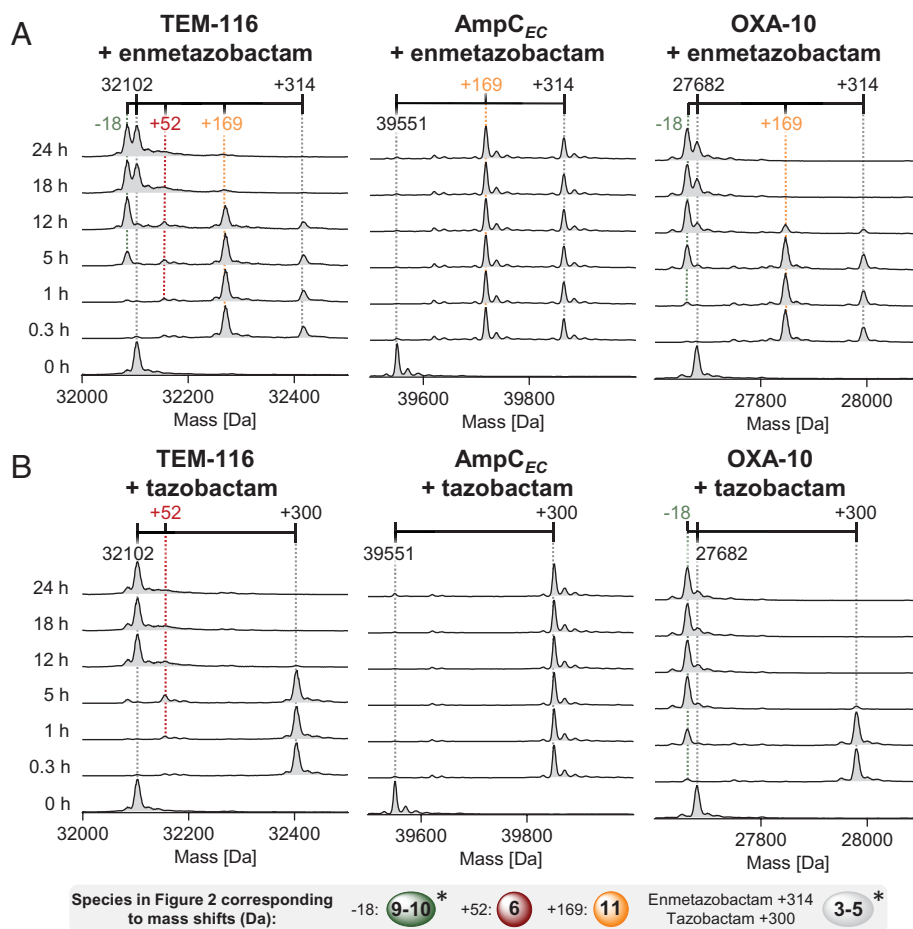 A
TEM-116
+ enmetazobactam
AmpC_EC
+ enmetazobactam
OXA-10
+ enmetazobactam
32102
+314
+52
+169
-18
+169
+314
39551
27682
+314
-18
+169
24 h
18 h
12 h
5 h
1 h
0.3 h
0 h
32000
32200
32400
39600
39800
27800
28000
Mass [Da]
Mass [Da]
Mass [Da]
B
TEM-116
+ tazobactam
AmpC_EC
+ tazobactam
OXA-10
+ tazobactam
+52
+300
32102
+300
39551
-18
+300
27682
24 h
18 h
12 h
5 h
1 h
0.3 h
0 h
32000
32200
32400
39600
39800
27800
28000
Mass [Da]
Mass [Da]
Mass [Da]
Species in Figure 2 corresponding
to mass shifts (Da):
-18:
9-10
*
+52:
6
+169:
11
Enmetazobactam +314
Tazobactam +300
3-5
*